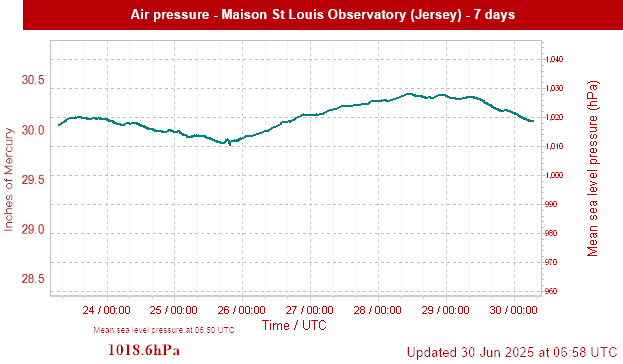 Air pressure - Maison St Louis Observatory (Jersey) - 7 days
30.5
30.0
29.5
29.0
28.5
Inches of Mercury
1,040
1,030
1,020
1,010
1,000
990
980
970
960
Mean sea level pressure (hPa)
24 / 00:00 25 / 00:00 26 / 00:00 27 / 00:00 28 / 00:00 29 / 00:00 30 / 00:00
Time / UTC
Mean sea level pressure at 06:50 UTC
1018.6hPa
Updated 30 Jun 2025 at 06:58 UTC